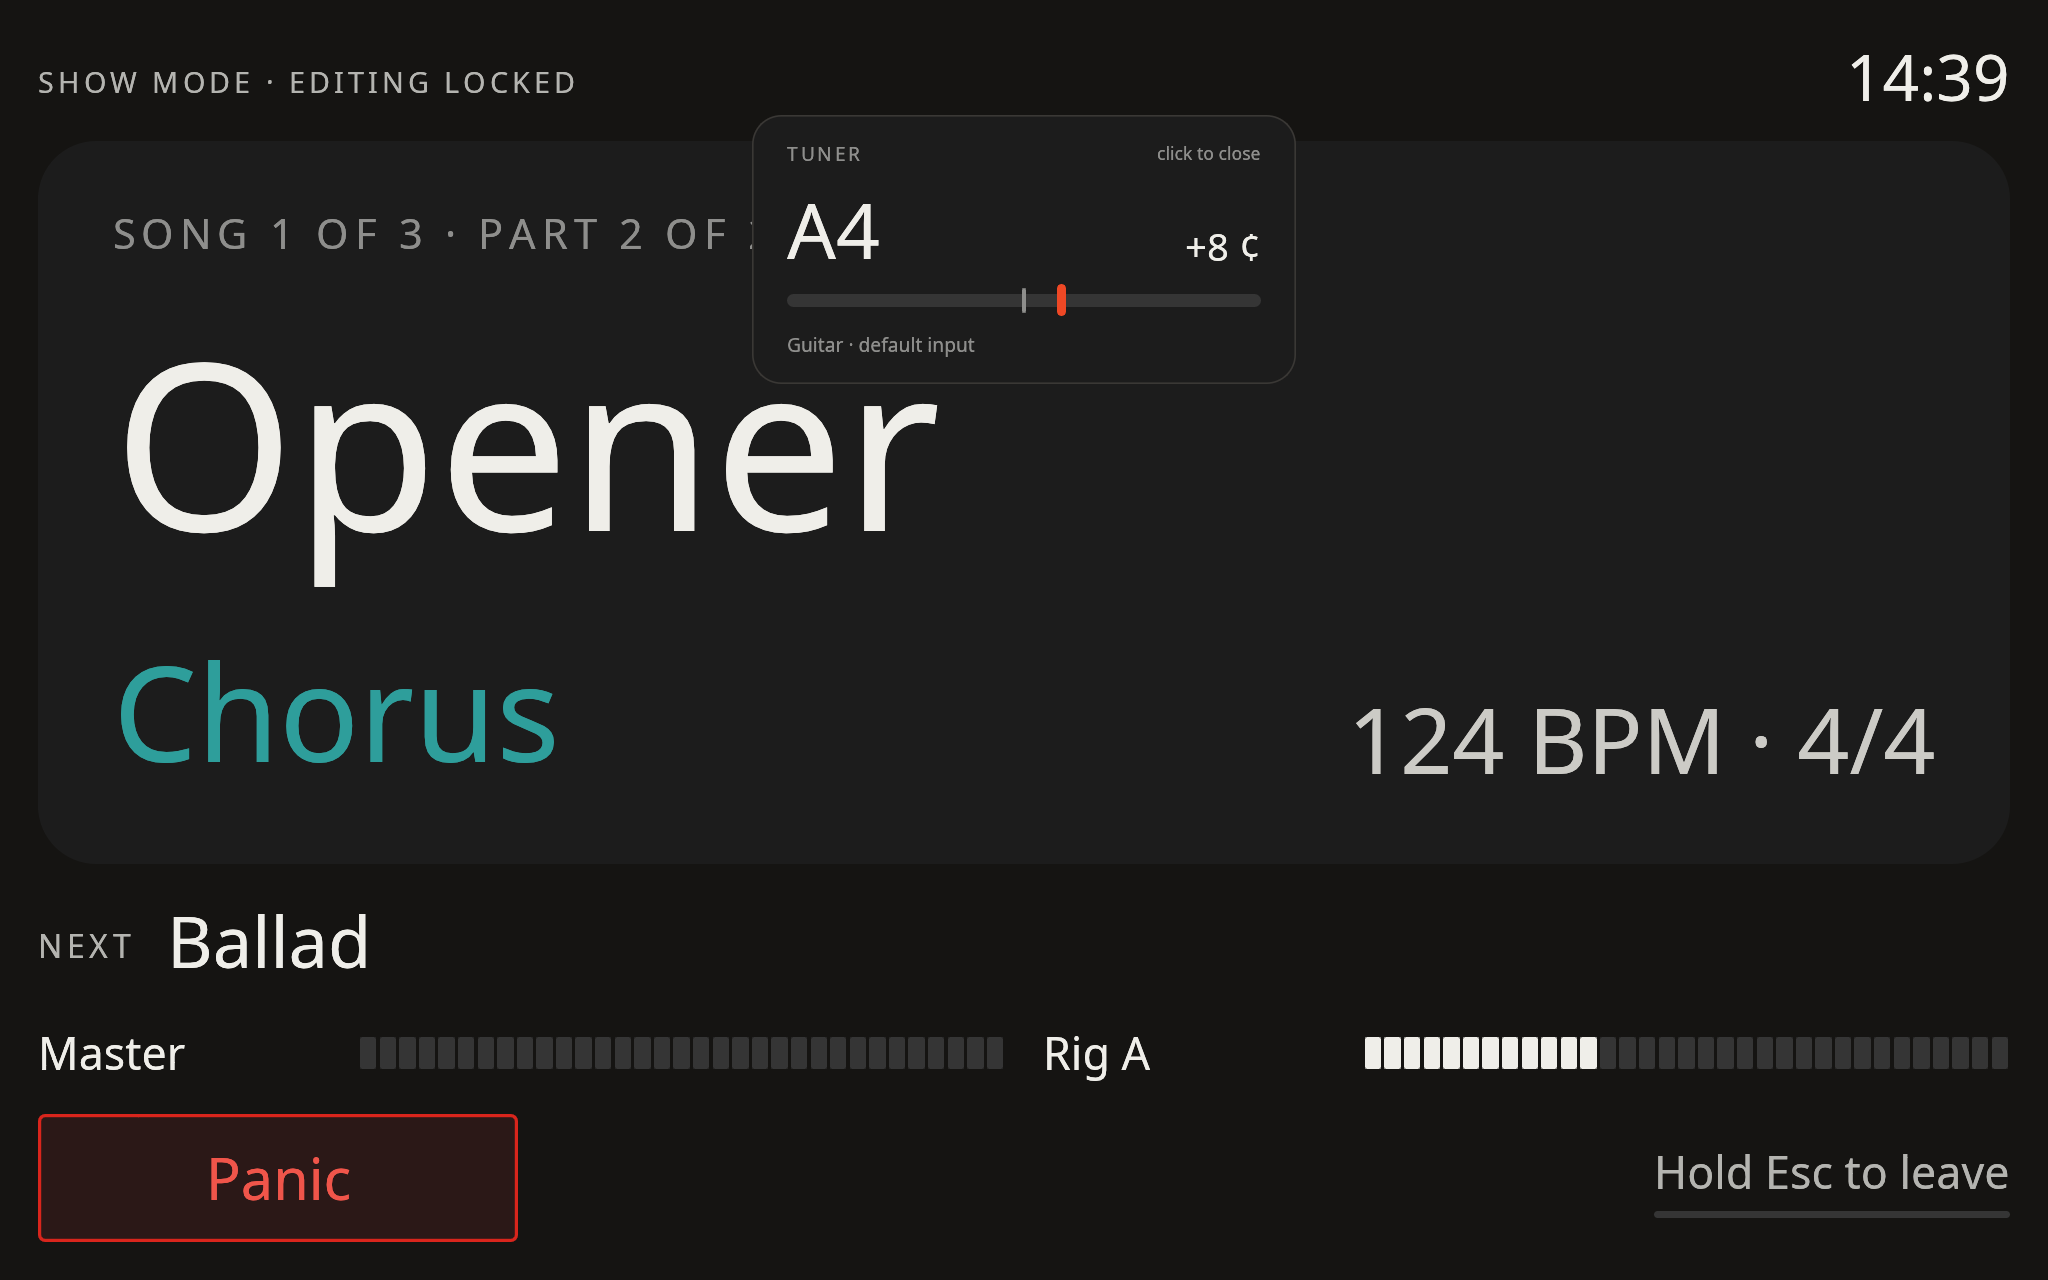 SHOW MODE · EDITING LOCKED
14:39
TUNER
click to close
SONG 1 OF 3 · PART 2 OF
A4
+8 ¢
Guitar · default input
Opener
Chorus
124 BPM · 4/4
NEXT Ballad
Master
Rig A
Panic
Hold Esc to leave